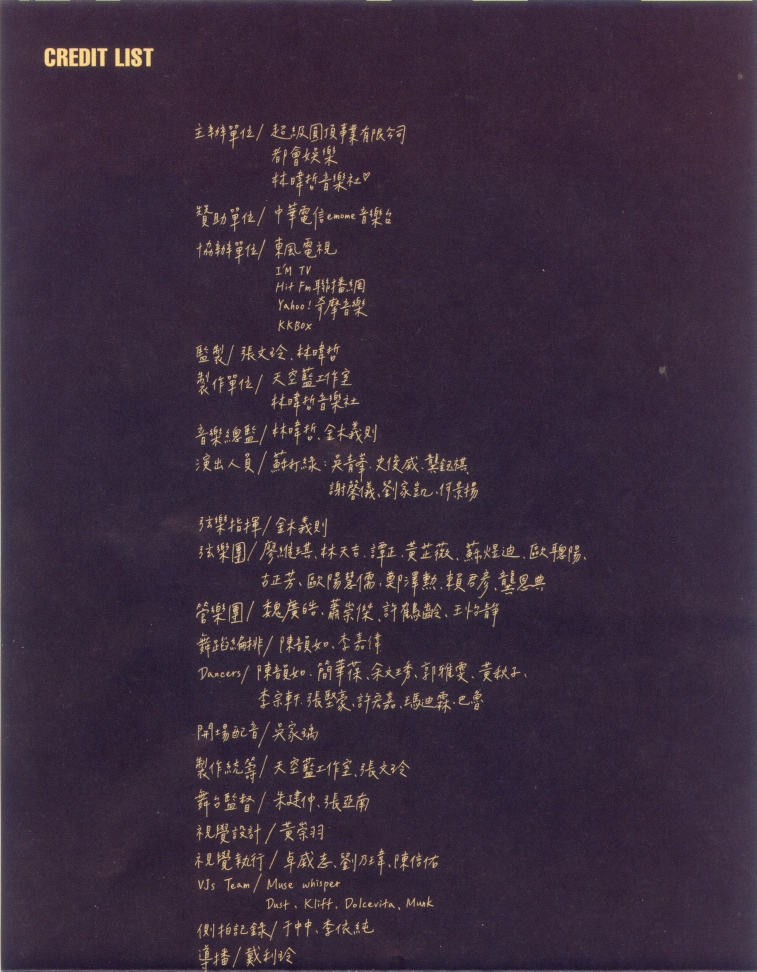 CREDIT LIST
主辦單位/ 超級圓頂事業有限公司
都會娛樂
林暐哲音樂社♡
贊助單位/ 中華電信emome音樂台
協辦單位/ 東風電視
I'M TV
Hit Fm聯播網
Yahoo!奇摩音樂
KKBOX
監製/ 張文玲、林暐哲
製作單位/ 天空藍工作室
林暐哲音樂社
音樂總監/ 林暐哲、金木義則
演出人員/ 蘇打綠:吳青峯、史俊威、龔鈺祺、
謝馨儀、劉家凱、何景揚
弦樂指揮/ 金木義則
弦樂團/ 廖維琪、林天吉、譚正、黃芷薇、蘇煜迪、歐聰陽、
古正芳、歐陽慧儒、鄭澤勲、賴君彥、龔恩典
管樂團/ 魏廣晧、蕭崇傑、許鶴齡、王怡靜
舞蹈編排/ 陳韻如、李嘉偉
Dancers/ 陳韻如、簡華葆、余文琇、郭雅雯、黃秋子、
李宗軒、張堅豪、許宏嘉、瑪迪霖、巴魯
開場配音/ 吳家瑀
製作統籌/ 天空藍工作室、張文玲
舞台監督/ 朱建仲、張亞南
視覺設計/ 黃榮羽
視覺執行/ 卓威志、劉乃瑋、陳信佑
VJs Team/ Muse whisper
Dust、Kliff、Dolcevita、Musk
側拍記錄/ 于中中、李依純
導播/ 戴利玲